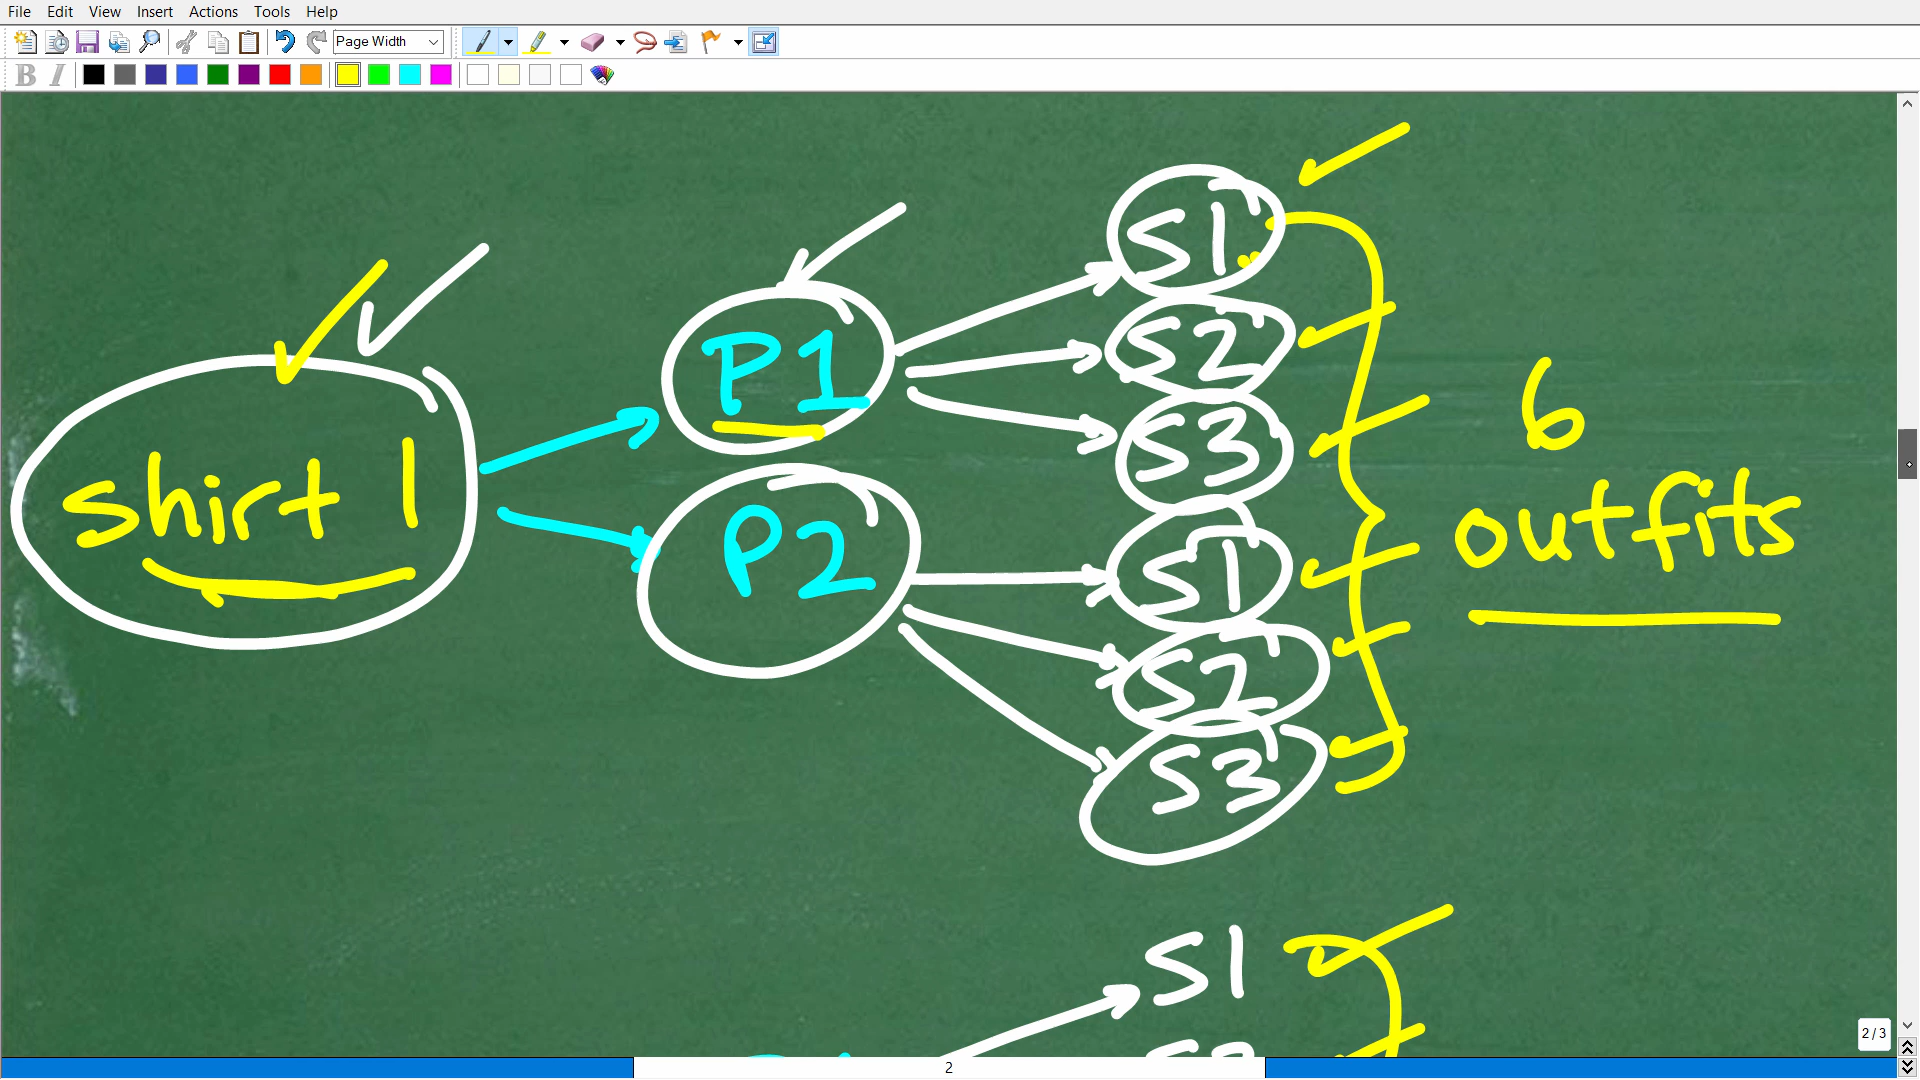 File Edit View Insert Actions Tools Help
Page Width
B I
S1
P1
S2
6
S3
shirt 1
outfits
P2
S1
S2
S3
S1
2 / 3
2